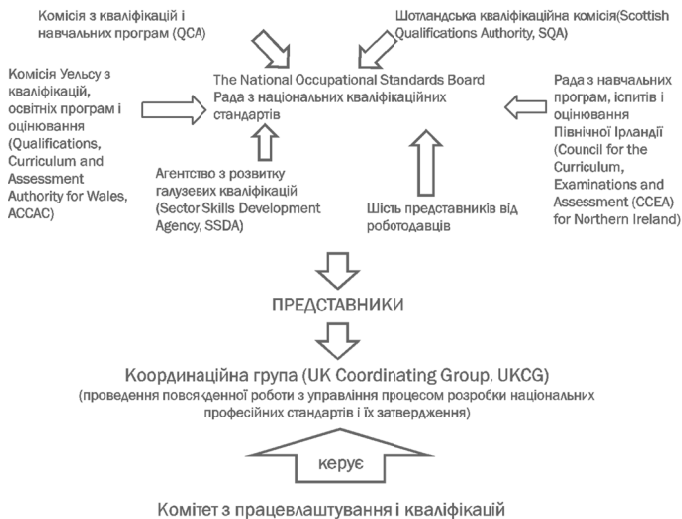 Комісія з кваліфікацій і
навчальних програм (QCA)
Шотландська кваліфікаційна комісія(Scottish
Qualifications Authority, SQA)
Комісія Уельсу з
кваліфікацій,
освітніх програм і
оцінювання
(Qualifications,
Curriculum and
Assessment
Authority for Wales,
ACCAC)
The National Occupational Standards Board
Рада з національних кваліфікаційних
стандартів
Рада з навчальних
програм, іспитів і
оцінювання
Північної Ірландії
(Council for the
Curriculum,
Examinations and
Assessment (CCEA)
for Northern Ireland)
Агентство з розвитку
галузевих кваліфікацій
(Sector Skills Development
Agency, SSDA)
Шість представників від
роботодавців
ПРЕДСТАВНИКИ
Координаційна група (UK Coordinating Group, UKCG)
(проведення повсякденної роботи з управління процесом розробки національних
професійних стандартів і їх затвердження)
керує
Комітет з працевлаштування і кваліфікацій